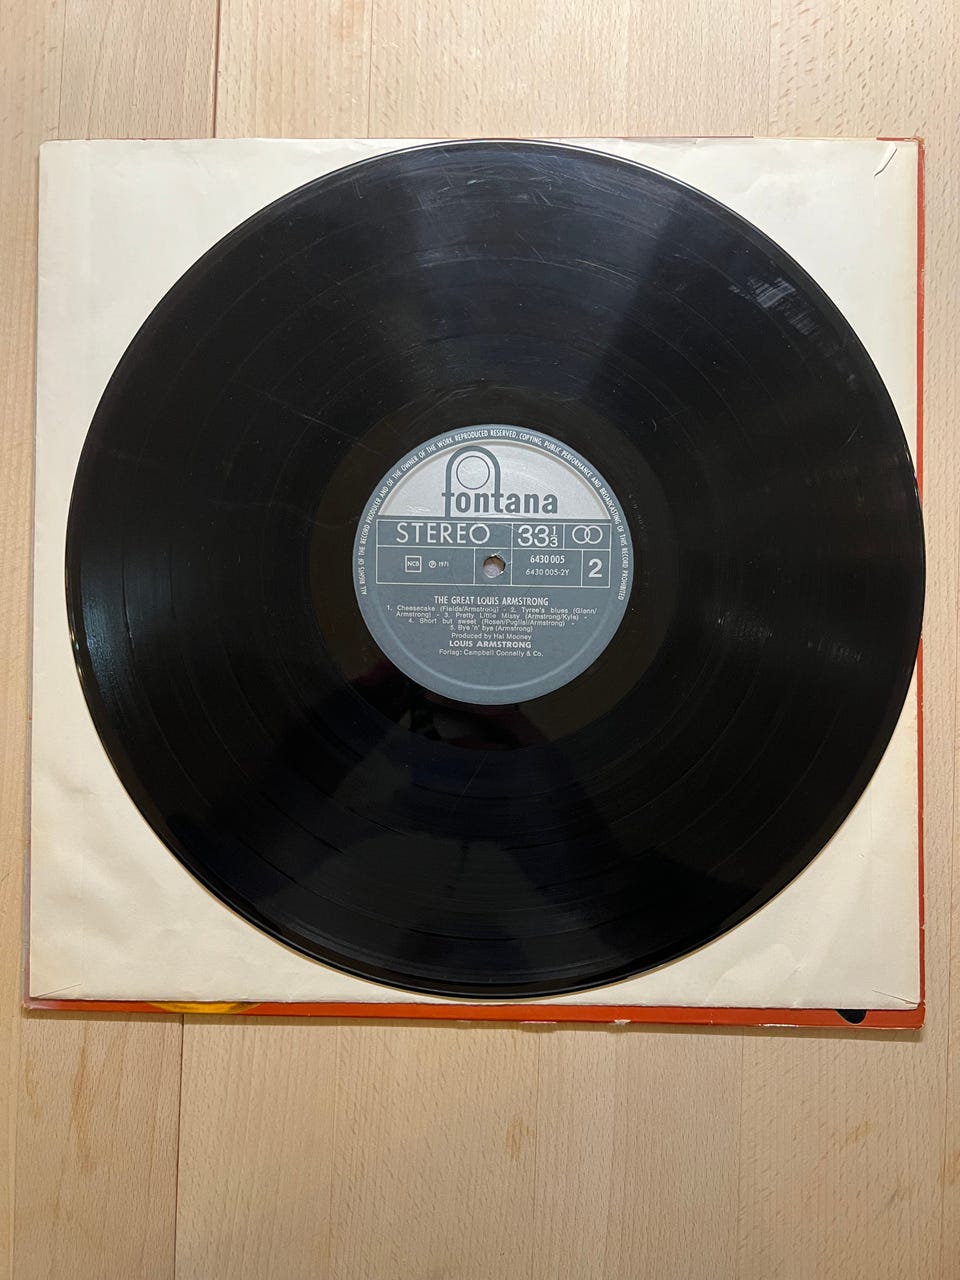 ALL RIGHTS OF THE RECORD PRODUCER AND OF THE OWNER OF THE WORK REPRODUCED RESERVED, COPYING, PUBLIC PERFORMANCE AND BROADCASTING OF THIS RECORD PROHIBITED
fontana
STEREO 33 1/3
NCB ℗ 1971 6430 005
6430 005-2Y 2
THE GREAT LOUIS ARMSTRONG
1. Cheesecake (Fields/Armstrong) - 2. Tyree's blues (Glenn/
Armstrong) - 3. Pretty Little Missy (Armstrong/Kyle) -
4. Short but sweet (Rosen/Puglisi/Armstrong) -
5. Bye 'n' bye (Armstrong)
Produced by Hal Mooney
LOUIS ARMSTRONG
Forlag: Campbell Connelly & Co.